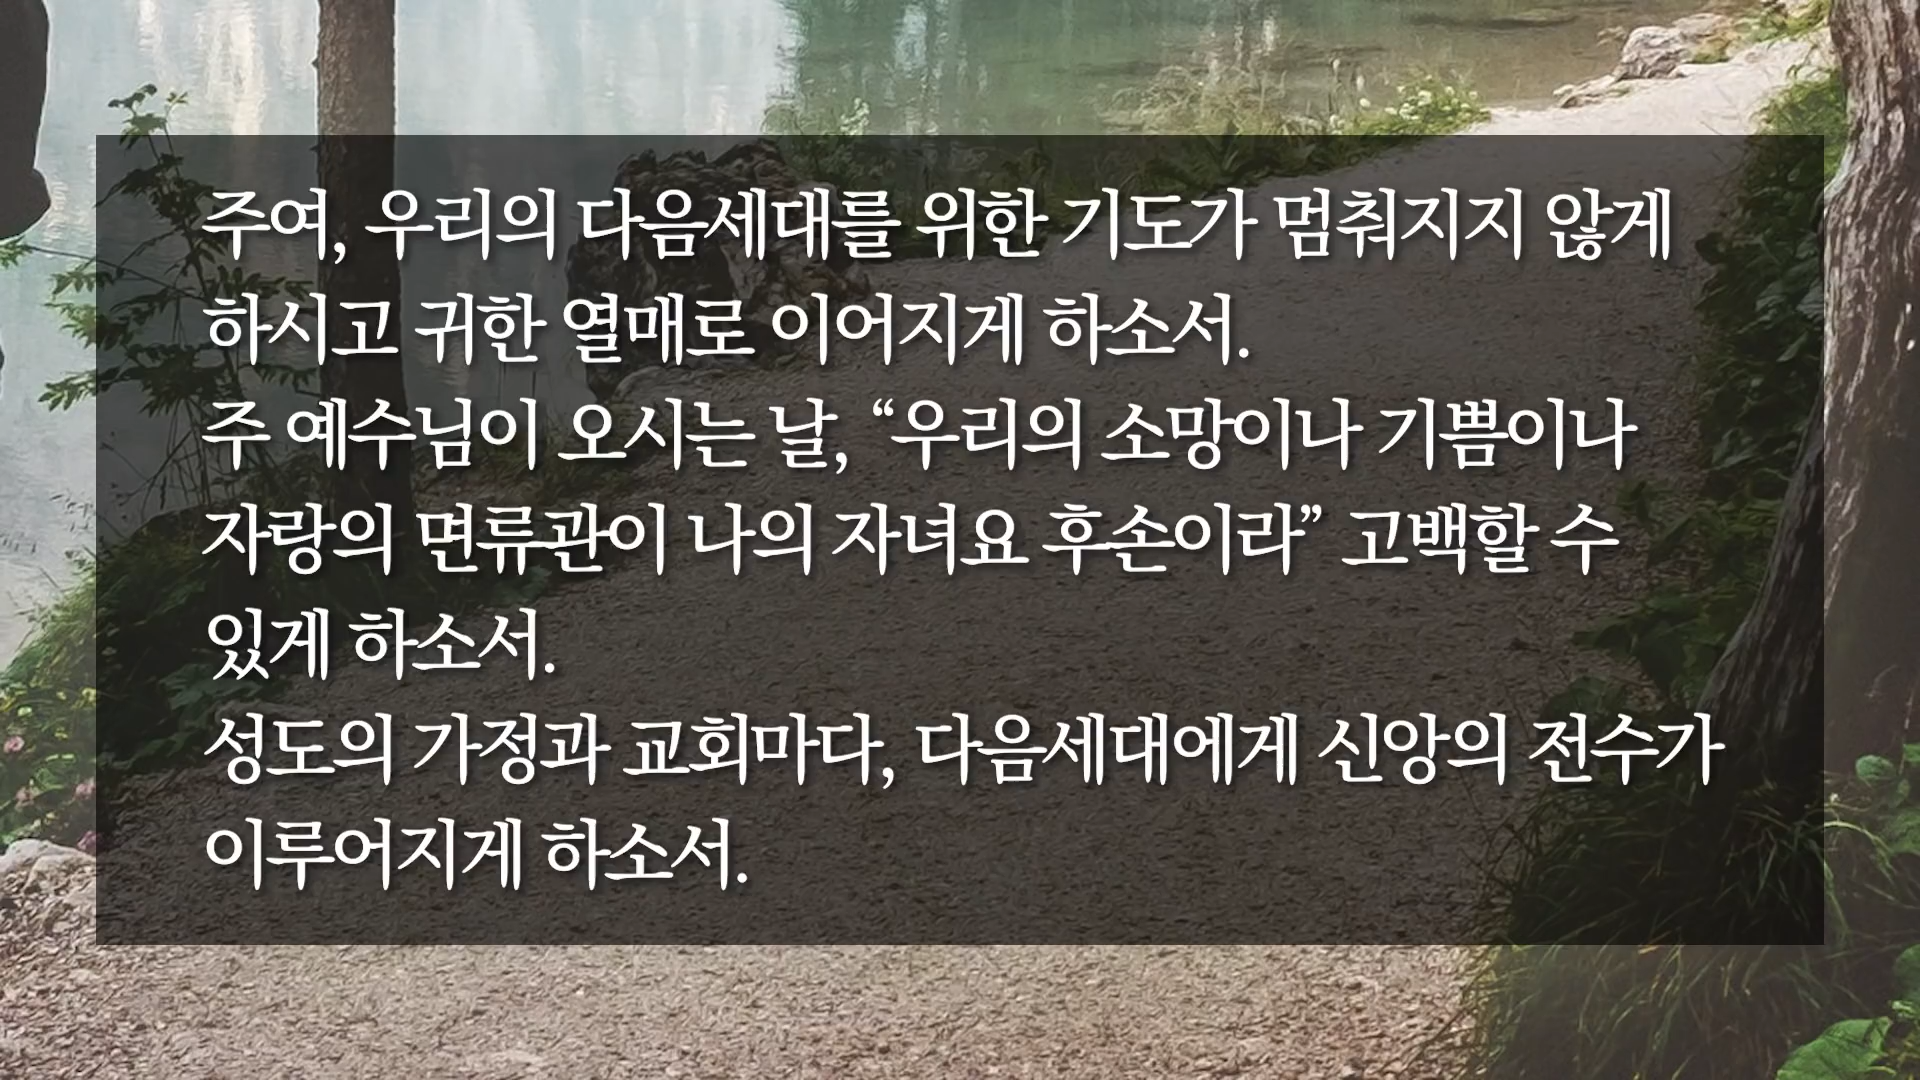 주여, 우리의 다음세대를 위한 기도가 멈춰지지 않게
하시고 귀한 열매로 이어지게 하소서.
주 예수님이 오시는 날, “우리의 소망이나 기쁨이나
자랑의 면류관이 나의 자녀요 후손이라” 고백할 수
있게 하소서.
성도의 가정과 교회마다, 다음세대에게 신앙의 전수가
이루어지게 하소서.